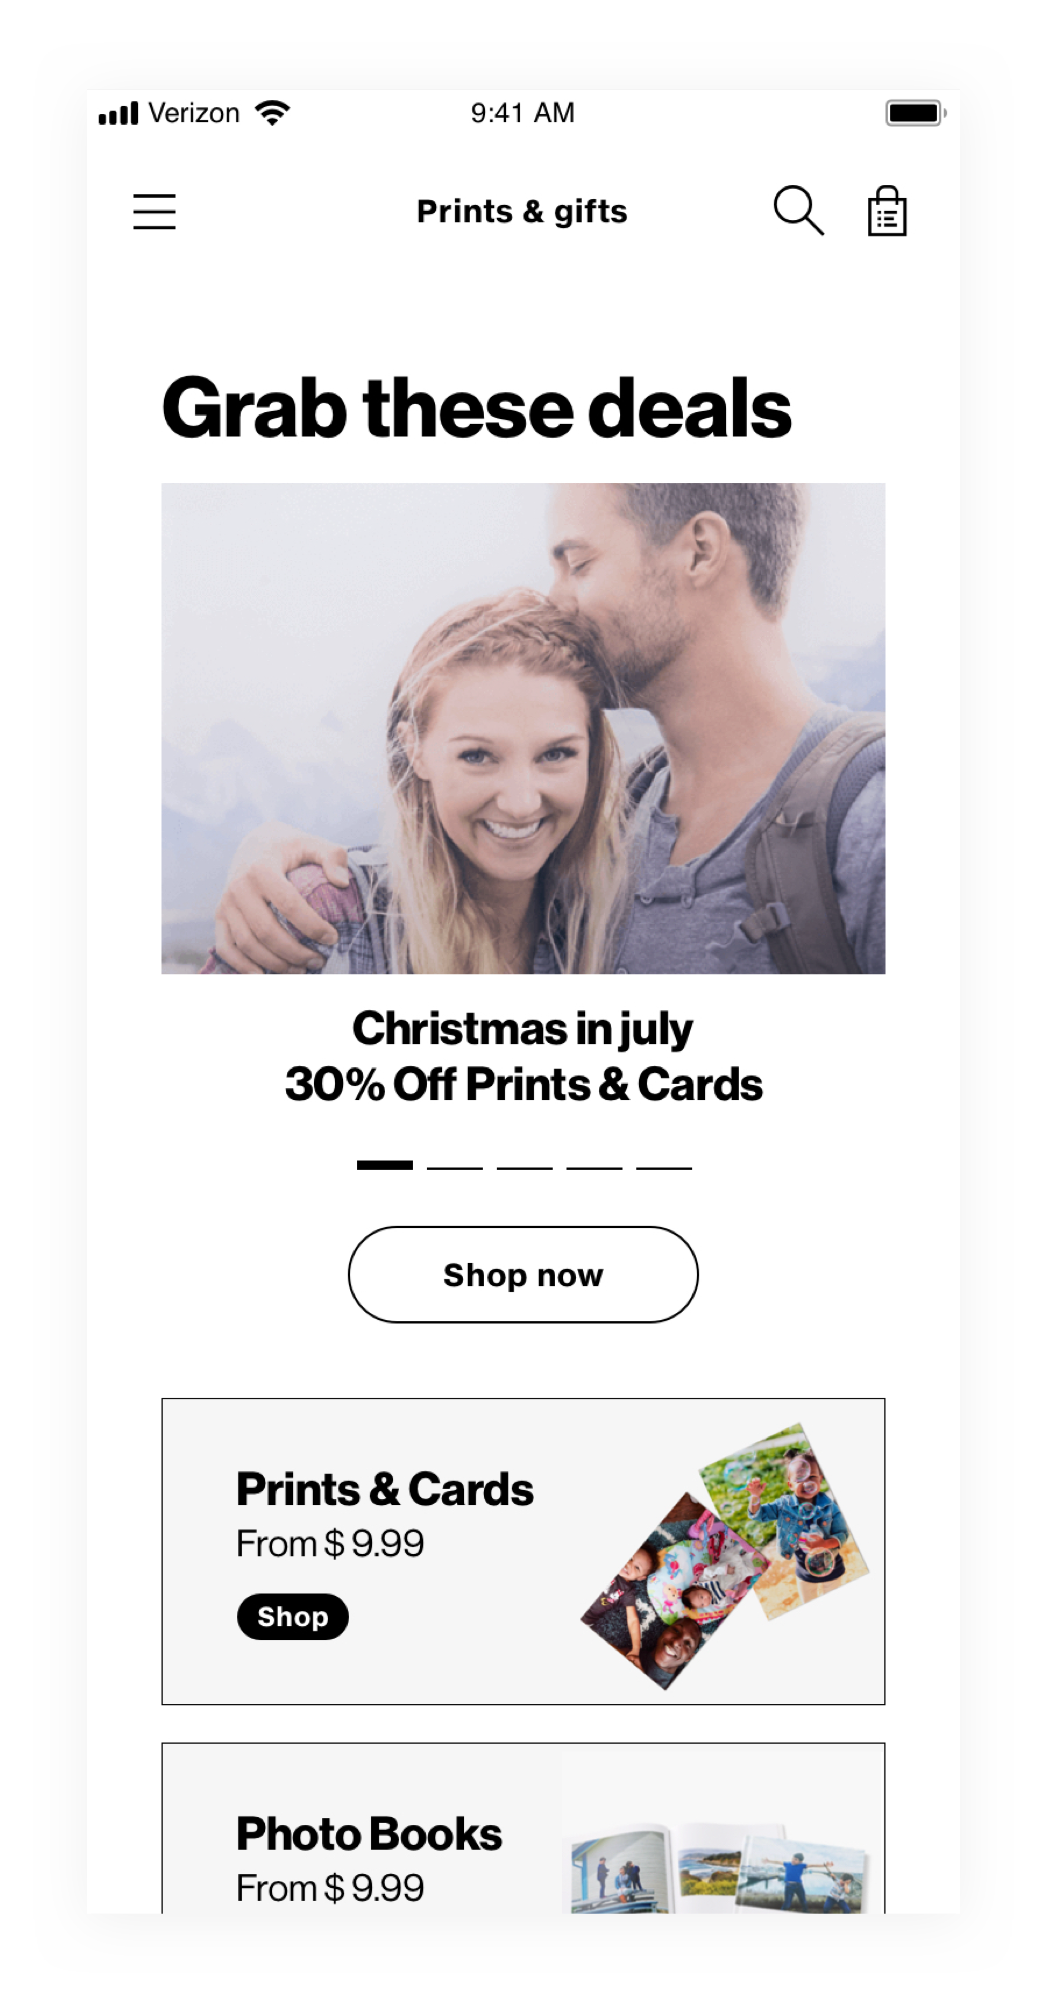 Verizon 9:41 AM
Prints & gifts
Grab these deals
Christmas in july
30% Off Prints & Cards
Shop now
Prints & Cards
From $ 9.99
Shop
Photo Books
From $ 9.99